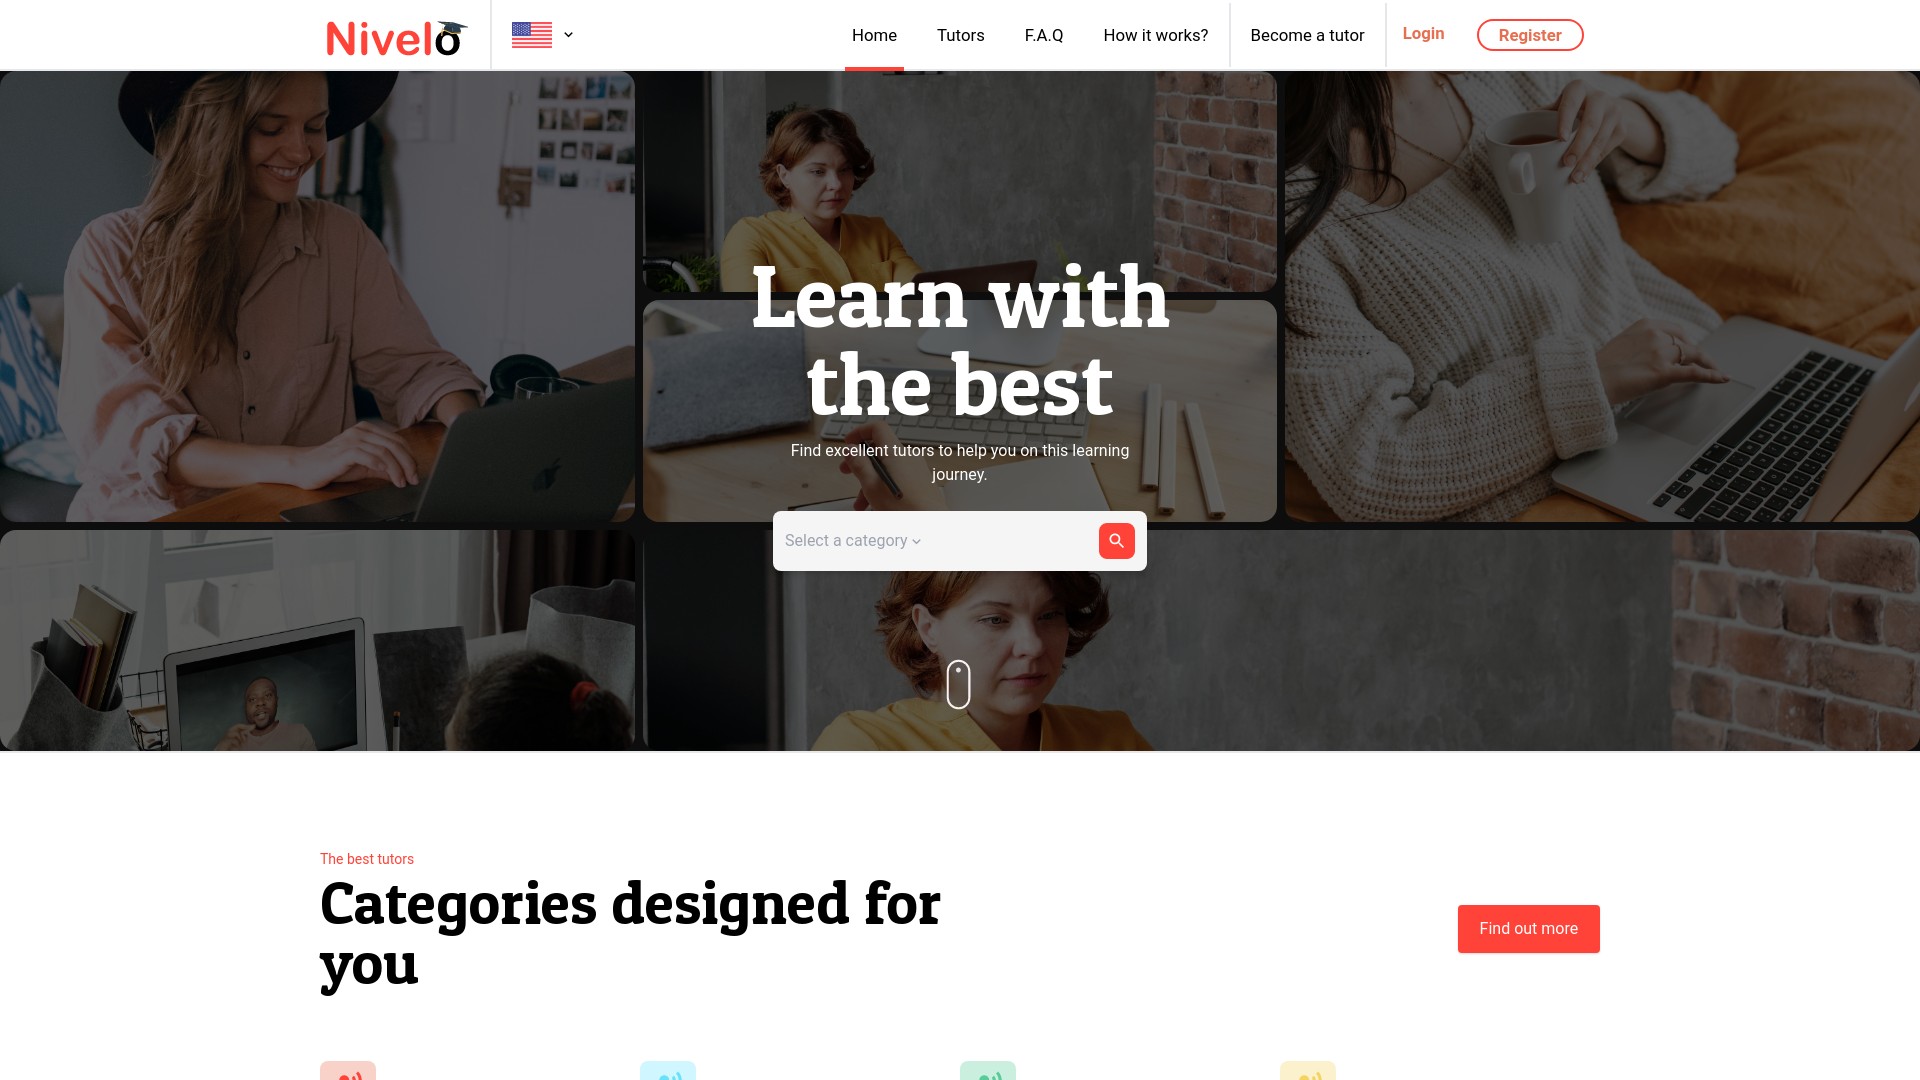 Nivelo
Home
Tutors
F.A.Q
How it works?
Become a tutor
Login
Register
Learn with
the best
Find excellent tutors to help you on this learning
journey.
Select a category
The best tutors
Categories designed for
you
Find out more